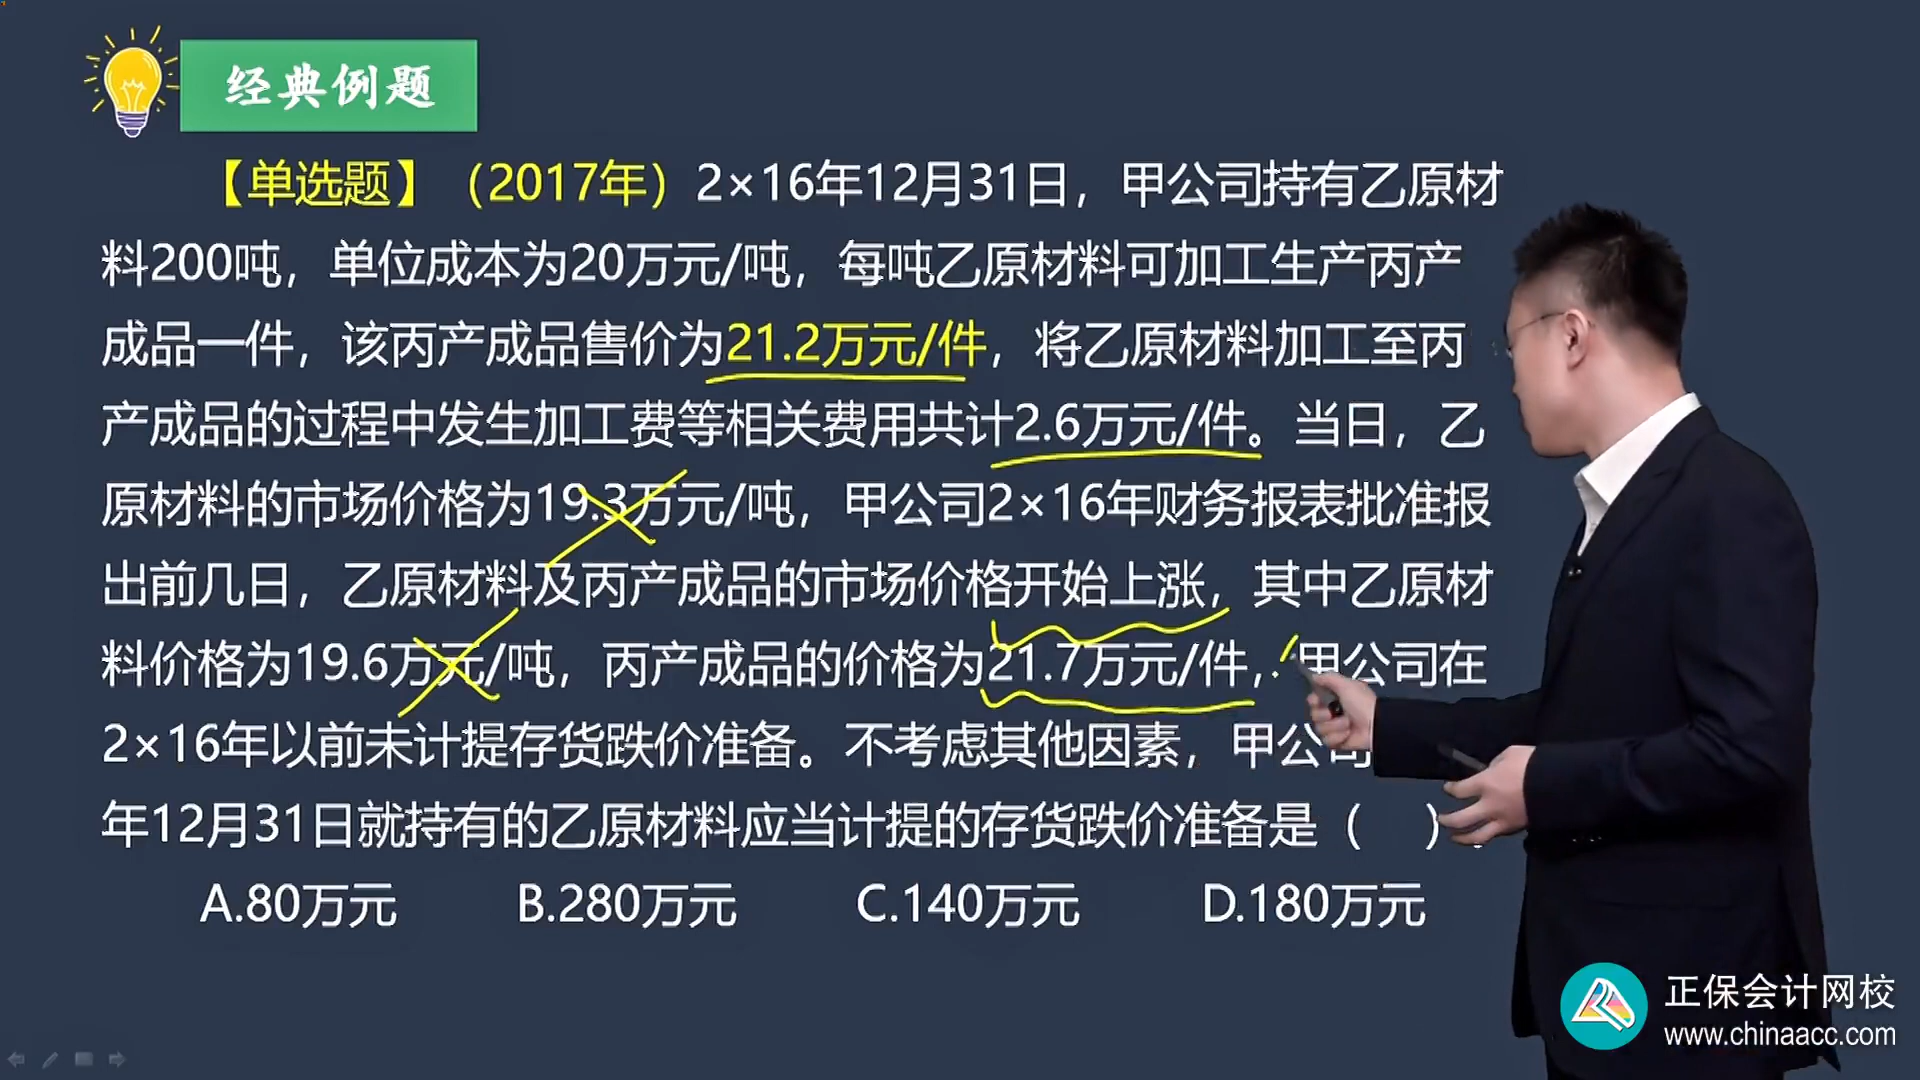 经典例题
【单选题】（2017年）2×16年12月31日，甲公司持有乙原材
料200吨，单位成本为20万元/吨，每吨乙原材料可加工生产丙产
成品一件，该丙产成品售价为21.2万元/件，将乙原材料加工至丙
产成品的过程中发生加工费等相关费用共计2.6万元/件。当日，乙
原材料的市场价格为19.3万元/吨，甲公司2×16年财务报表批准报
出前几日，乙原材料及丙产成品的市场价格开始上涨，其中乙原材
料价格为19.6万元/吨，丙产成品的价格为21.7万元/件，甲公司在
2×16年以前未计提存货跌价准备。不考虑其他因素，甲公司
年12月31日就持有的乙原材料应当计提的存货跌价准备是（ ）
A.80万元 B.280万元 C.140万元 D.180万元
正保会计网校
www.chinaacc.com